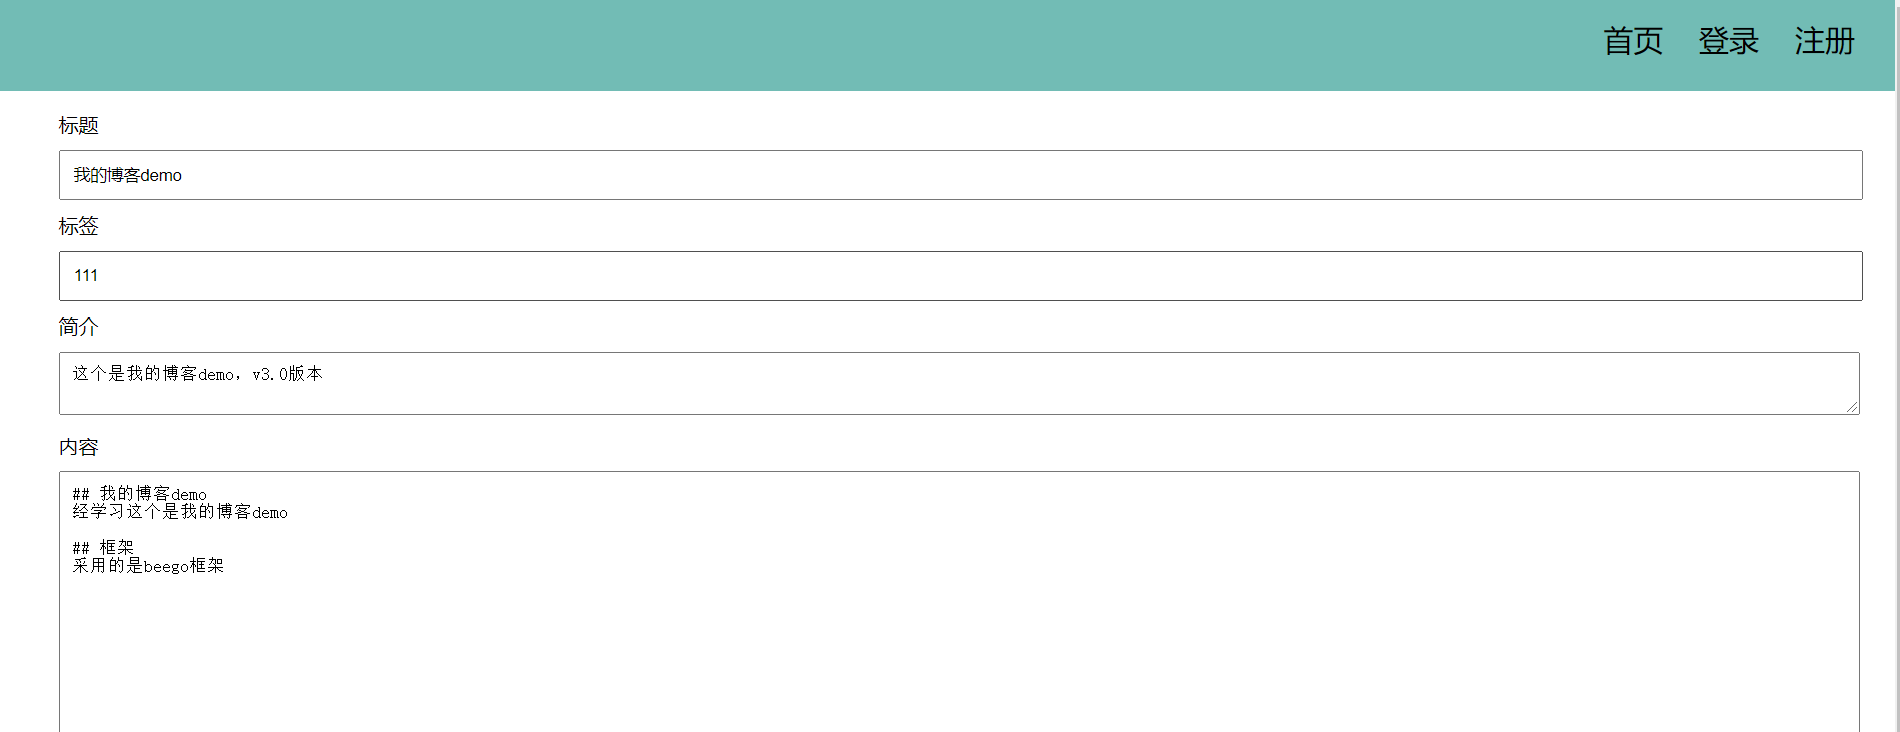 首页 登录 注册
标题
我的博客demo
标签
111
简介
这个是我的博客demo，v3.0版本
内容
## 我的博客demo
经学习这个是我的博客demo
## 框架
采用的是beego框架